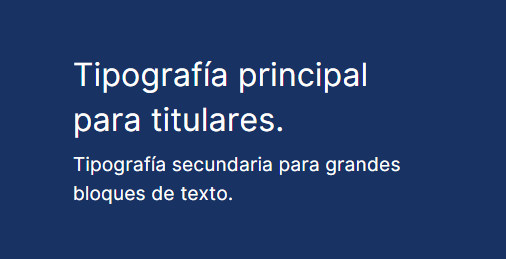 Tipografía principal
para titulares.
Tipografía secundaria para grandes
bloques de texto.